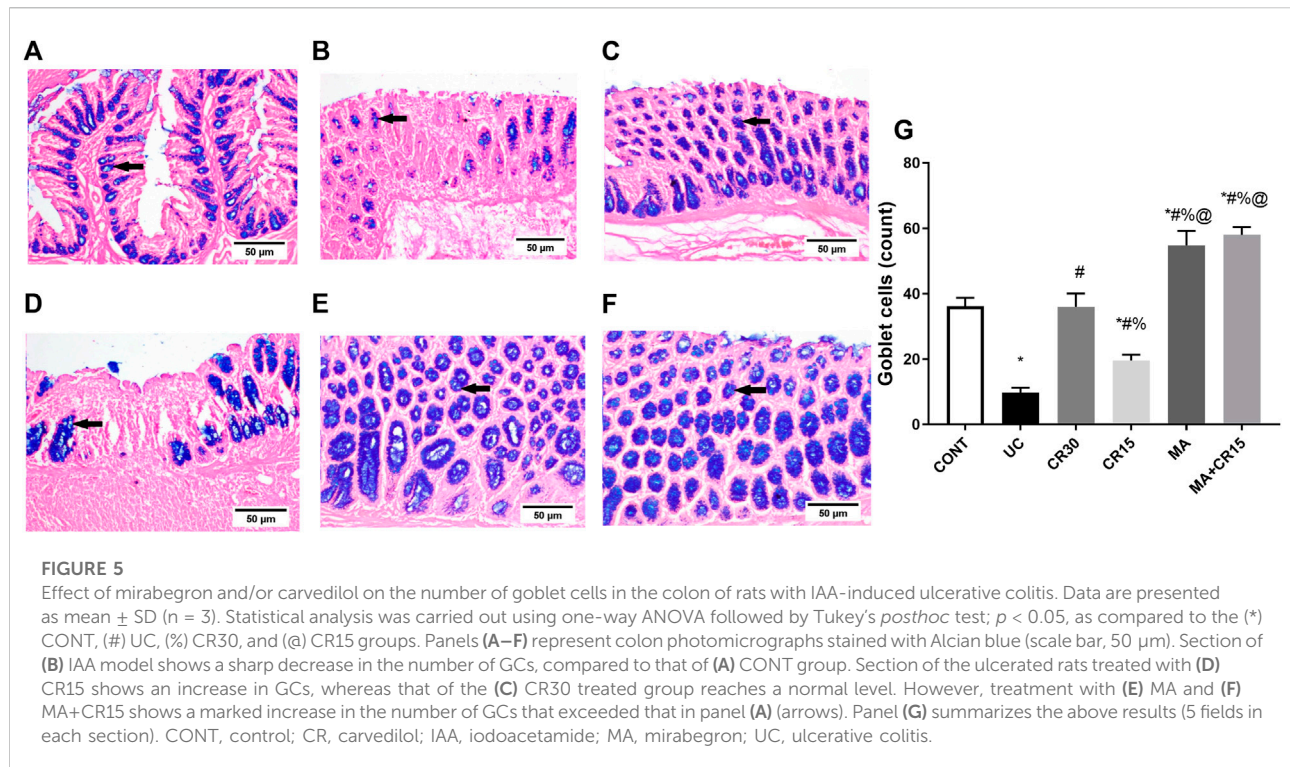 A
B
C
50 µm
50 µm
50 µm
D
E
F
50 µm
50 µm
50 µm
G
Goblet cells (count)
80
60
40
20
0
*
#
*#%
*#%@
*#%@
CONT
UC
CR30
CR15
MA
MA+CR15
FIGURE 5
Effect of mirabegron and/or carvedilol on the number of goblet cells in the colon of rats with IAA-induced ulcerative colitis. Data are presented
as mean ± SD (n = 3). Statistical analysis was carried out using one-way ANOVA followed by Tukey's posthoc test; p < 0.05, as compared to the (*)
CONT, (#) UC, (%) CR30, and (@) CR15 groups. Panels (A–F) represent colon photomicrographs stained with Alcian blue (scale bar, 50 µm). Section of
(B) IAA model shows a sharp decrease in the number of GCs, compared to that of (A) CONT group. Section of the ulcerated rats treated with (D)
CR15 shows an increase in GCs, whereas that of the (C) CR30 treated group reaches a normal level. However, treatment with (E) MA and (F)
MA+CR15 shows a marked increase in the number of GCs that exceeded that in panel (A) (arrows). Panel (G) summarizes the above results (5 fields in
each section). CONT, control; CR, carvedilol; IAA, iodoacetamide; MA, mirabegron; UC, ulcerative colitis.